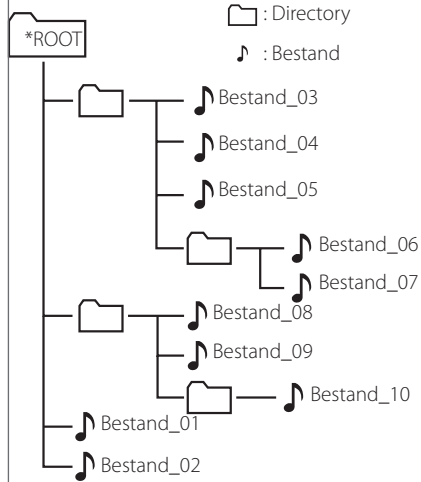 : Directory
*ROOT
: Bestand
Bestand_03
Bestand_04
Bestand_05
Bestand_06
Bestand_07
Bestand_08
Bestand_09
Bestand_10
Bestand_01
Bestand_02